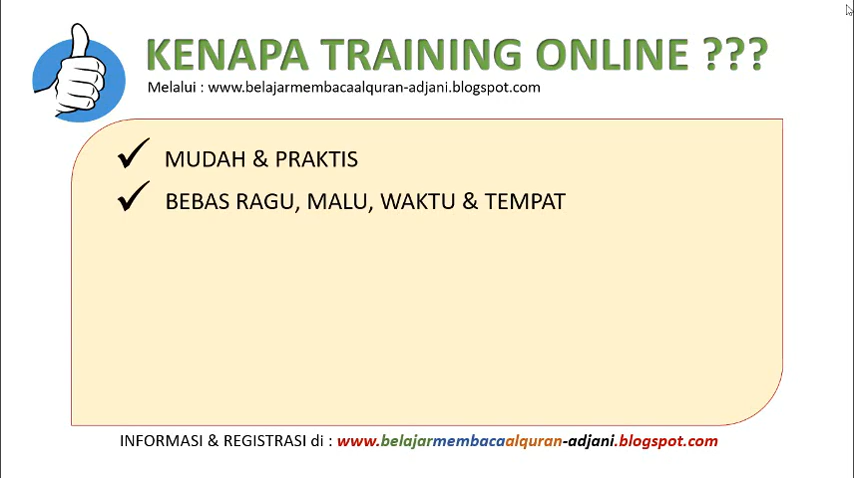 KENAPA TRAINING ONLINE ???
Melalui : www.belajarmembacaalquran-adjani.blogspot.com
MUDAH & PRAKTIS
BEBAS RAGU, MALU, WAKTU & TEMPAT
INFORMASI & REGISTRASI di : www.belajarmembacaalquran-adjani.blogspot.com